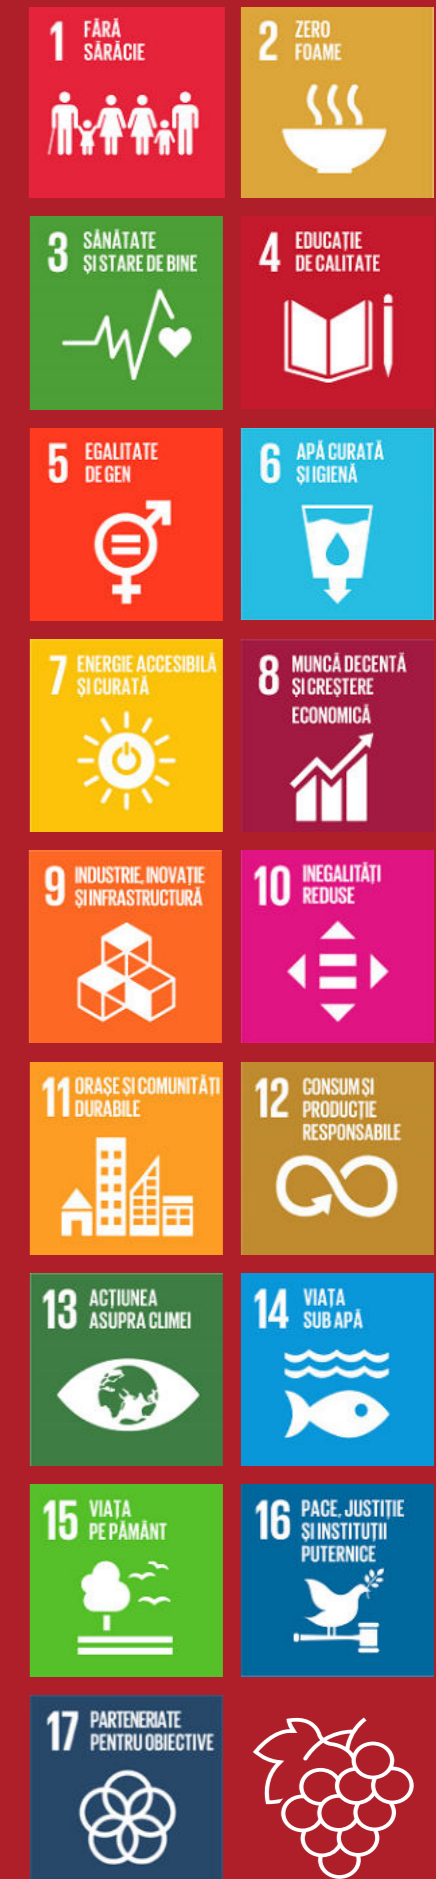 1 FĂRĂ
SĂRĂCIE
2 ZERO
FOAME
3 SĂNĂTATE
ȘI STARE DE BINE
4 EDUCAȚIE
DE CALITATE
5 EGALITATE
DE GEN
6 APĂ CURATĂ
ȘI IGIENĂ
7 ENERGIE ACCESIBILĂ
ȘI CURATĂ
8 MUNCĂ DECENTĂ
ȘI CREȘTERE
ECONOMICĂ
9 INDUSTRIE, INOVAȚIE
ȘI INFRASTRUCTURĂ
10 INEGALITĂȚI
REDUSE
11 ORAȘE ȘI COMUNITĂȚI
DURABILE
12 CONSUM ȘI
PRODUCȚIE
RESPONSABILE
13 ACȚIUNEA
ASUPRA CLIMEI
14 VIAȚA
SUB APĂ
15 VIAȚA
PE PĂMÂNT
16 PACE, JUSTIȚIE
ȘI INSTITUȚII
PUTERNICE
17 PARTENERIATE
PENTRU OBIECTIVE